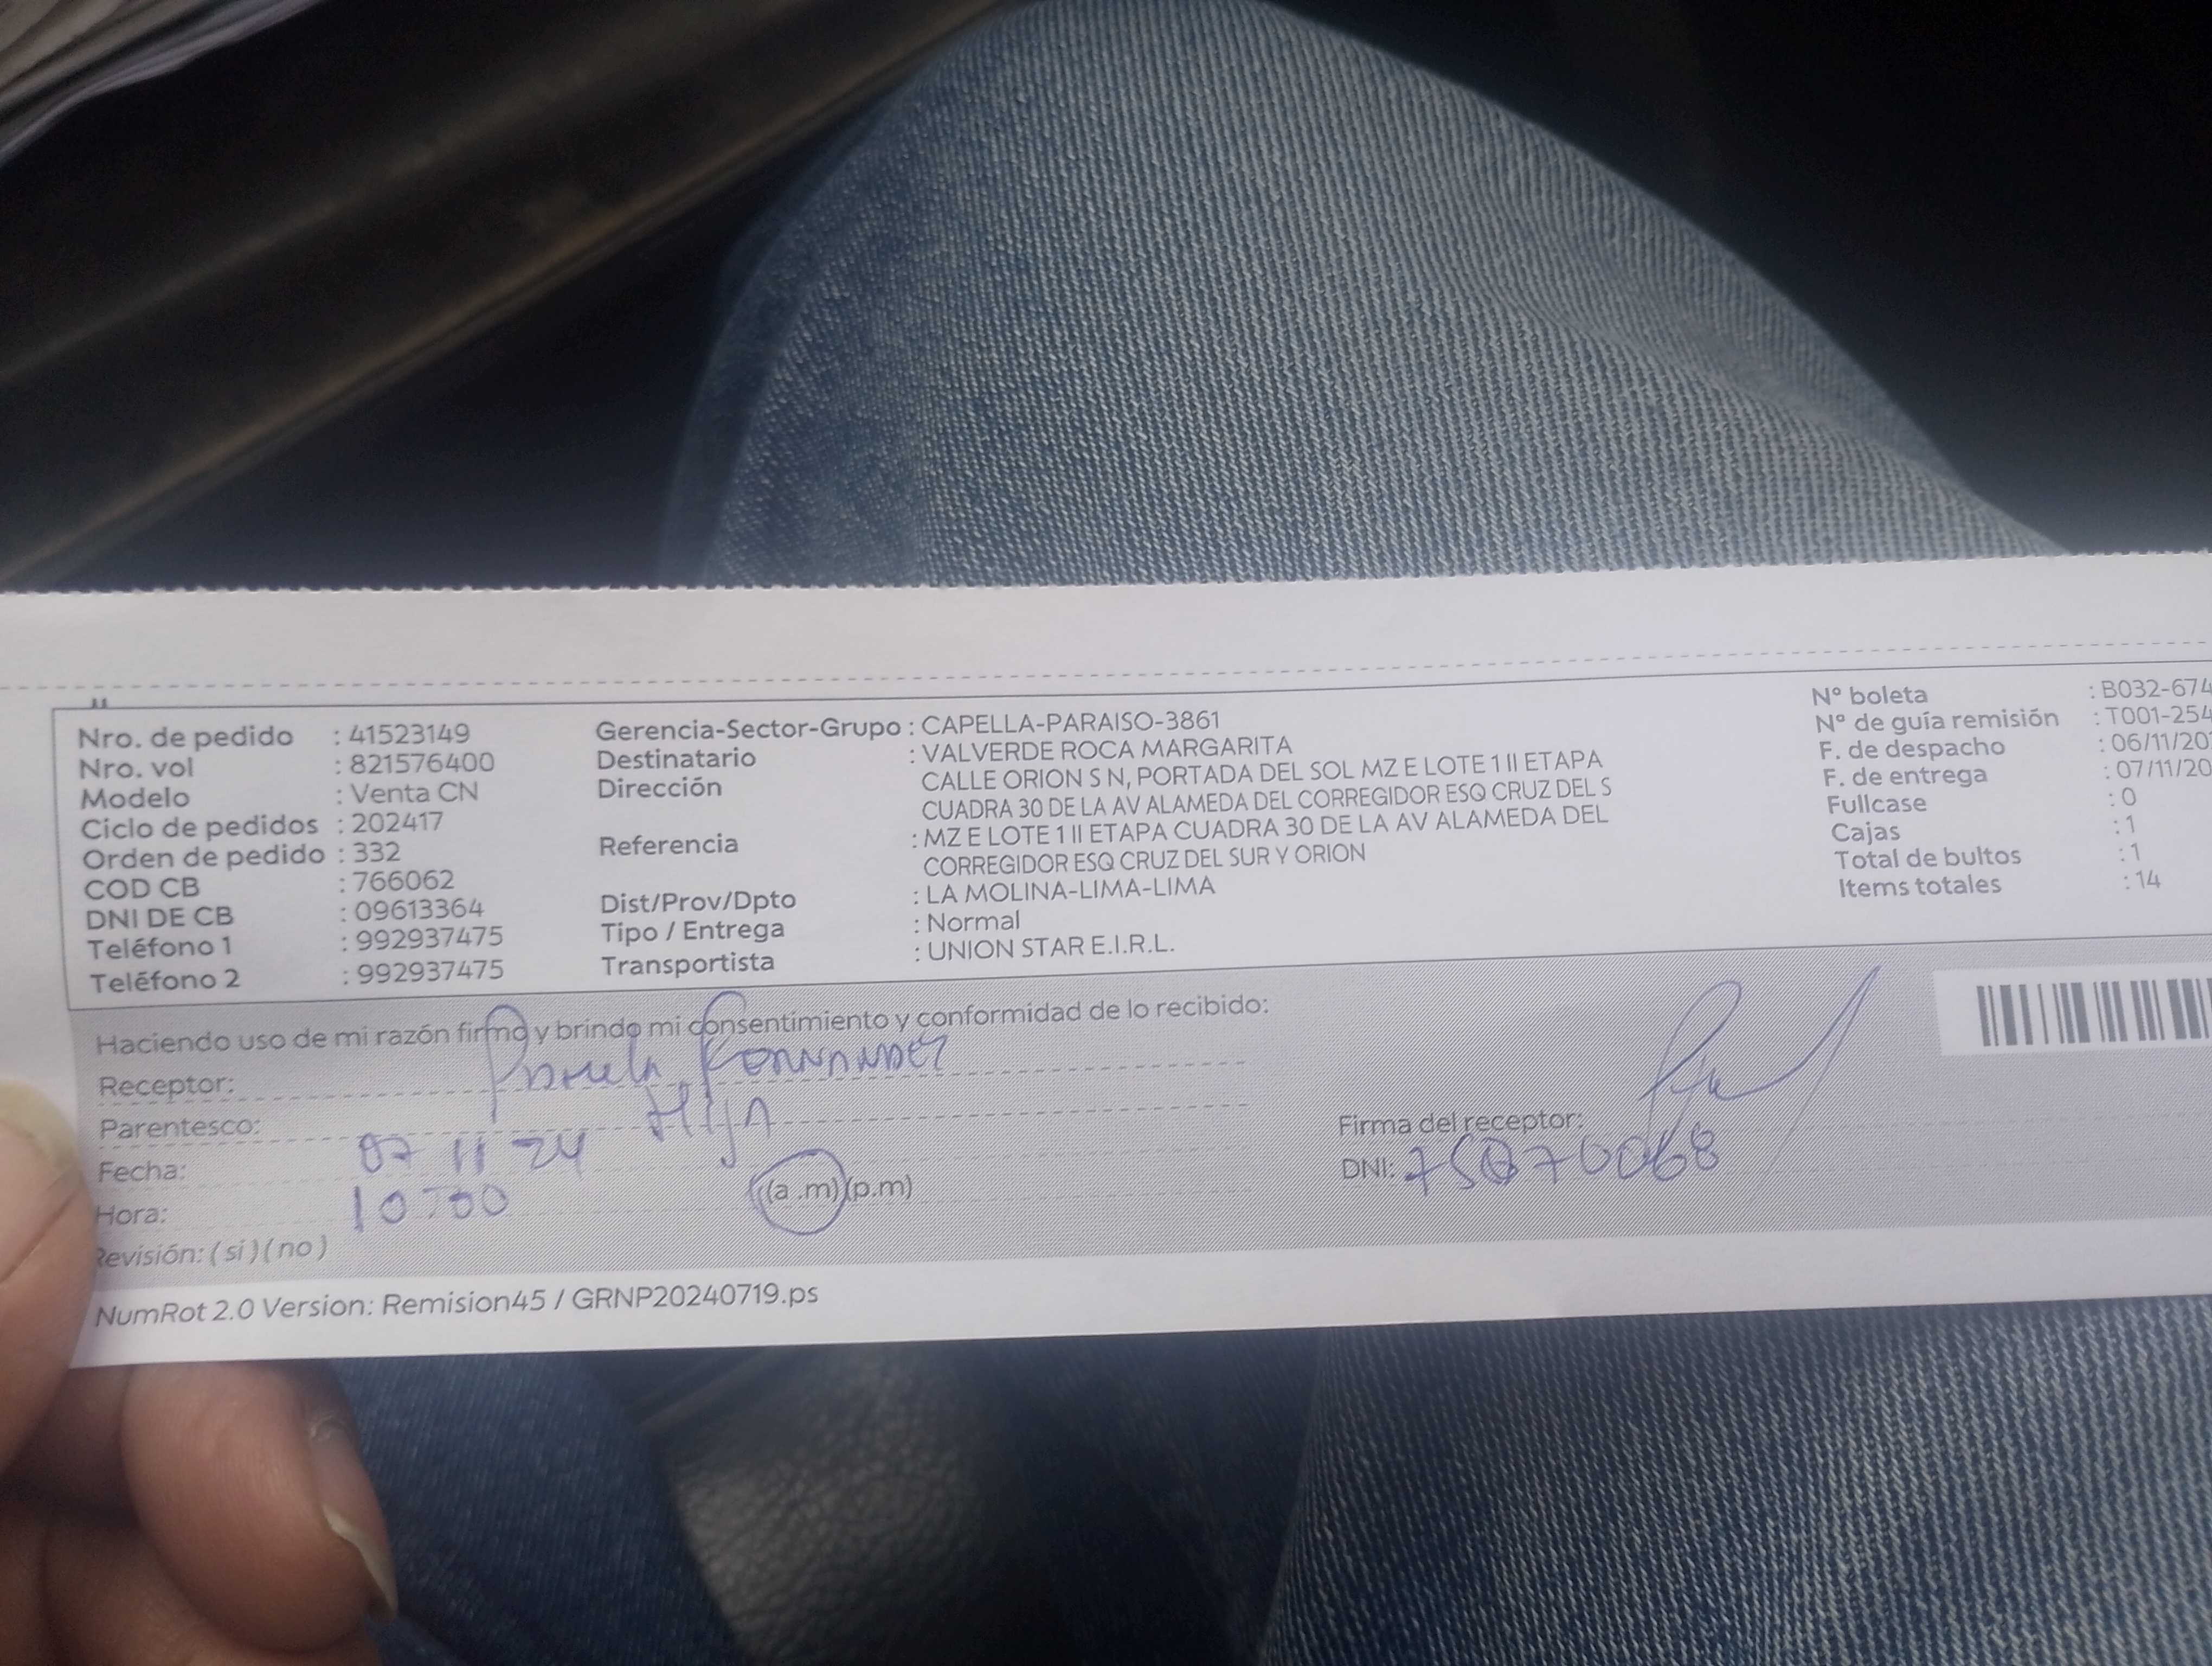 Nro. de pedido : 41523149
Nro. vol : 821576400
Modelo : Venta CN
Ciclo de pedidos : 202417
Orden de pedido : 332
COD CB : 766062
DNI DE CB : 09613364
Teléfono 1 : 992937475
Teléfono 2 : 992937475
Gerencia-Sector-Grupo : CAPELLA-PARAISO-3861
Destinatario : VALVERDE ROCA MARGARITA
Dirección CALLE ORION S N, PORTADA DEL SOL MZ E LOTE 1 II ETAPA
CUADRA 30 DE LA AV ALAMEDA DEL CORREGIDOR ESQ CRUZ DEL S
Referencia : MZ E LOTE 1 II ETAPA CUADRA 30 DE LA AV ALAMEDA DEL
CORREGIDOR ESQ CRUZ DEL SUR Y ORION
Dist/Prov/Dpto : LA MOLINA-LIMA-LIMA
Tipo / Entrega : Normal
Transportista : UNION STAR E.I.R.L.
N° boleta : B032-674
N° de guía remisión : T001-254
F. de despacho : 06/11/20
F. de entrega : 07/11/20
Fullcase : 0
Cajas : 1
Total de bultos : 1
Items totales : 14
Haciendo uso de mi razón firmo y brindo mi consentimiento y conformidad de lo recibido:
Receptor:
Parentesco: Hija
Fecha: 07 11 24
Hora: 10:00 (a .m) (p.m)
Revisión: ( si ) ( no )
Firma del receptor:
DNI:
NumRot 2.0 Version: Remision45 / GRNP20240719.ps